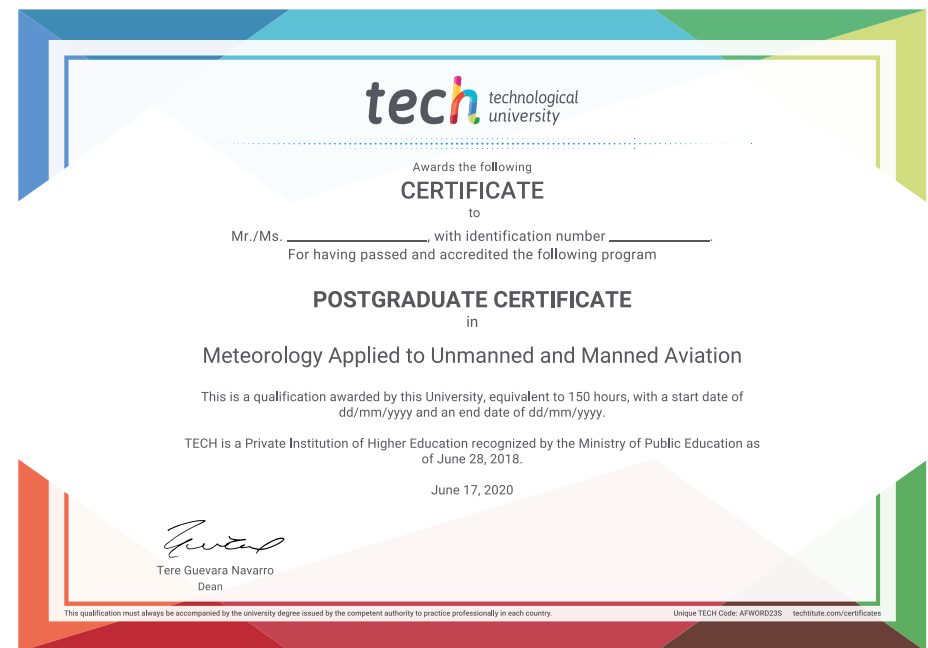 tech technological
university
Awards the following
CERTIFICATE
to
Mr./Ms. ____________, with identification number ____________.
For having passed and accredited the following program
POSTGRADUATE CERTIFICATE
in
Meteorology Applied to Unmanned and Manned Aviation
This is a qualification awarded by this University, equivalent to 150 hours, with a start date of
dd/mm/yyyy and an end date of dd/mm/yyyy.
TECH is a Private Institution of Higher Education recognized by the Ministry of Public Education as
of June 28, 2018.
June 17, 2020
Tere Guevara Navarro
Dean
This qualification must always be accompanied by the university degree issued by the competent authority to practice professionally in each country.
Unique TECH Code: AFWORD23S techtitute.com/certificates